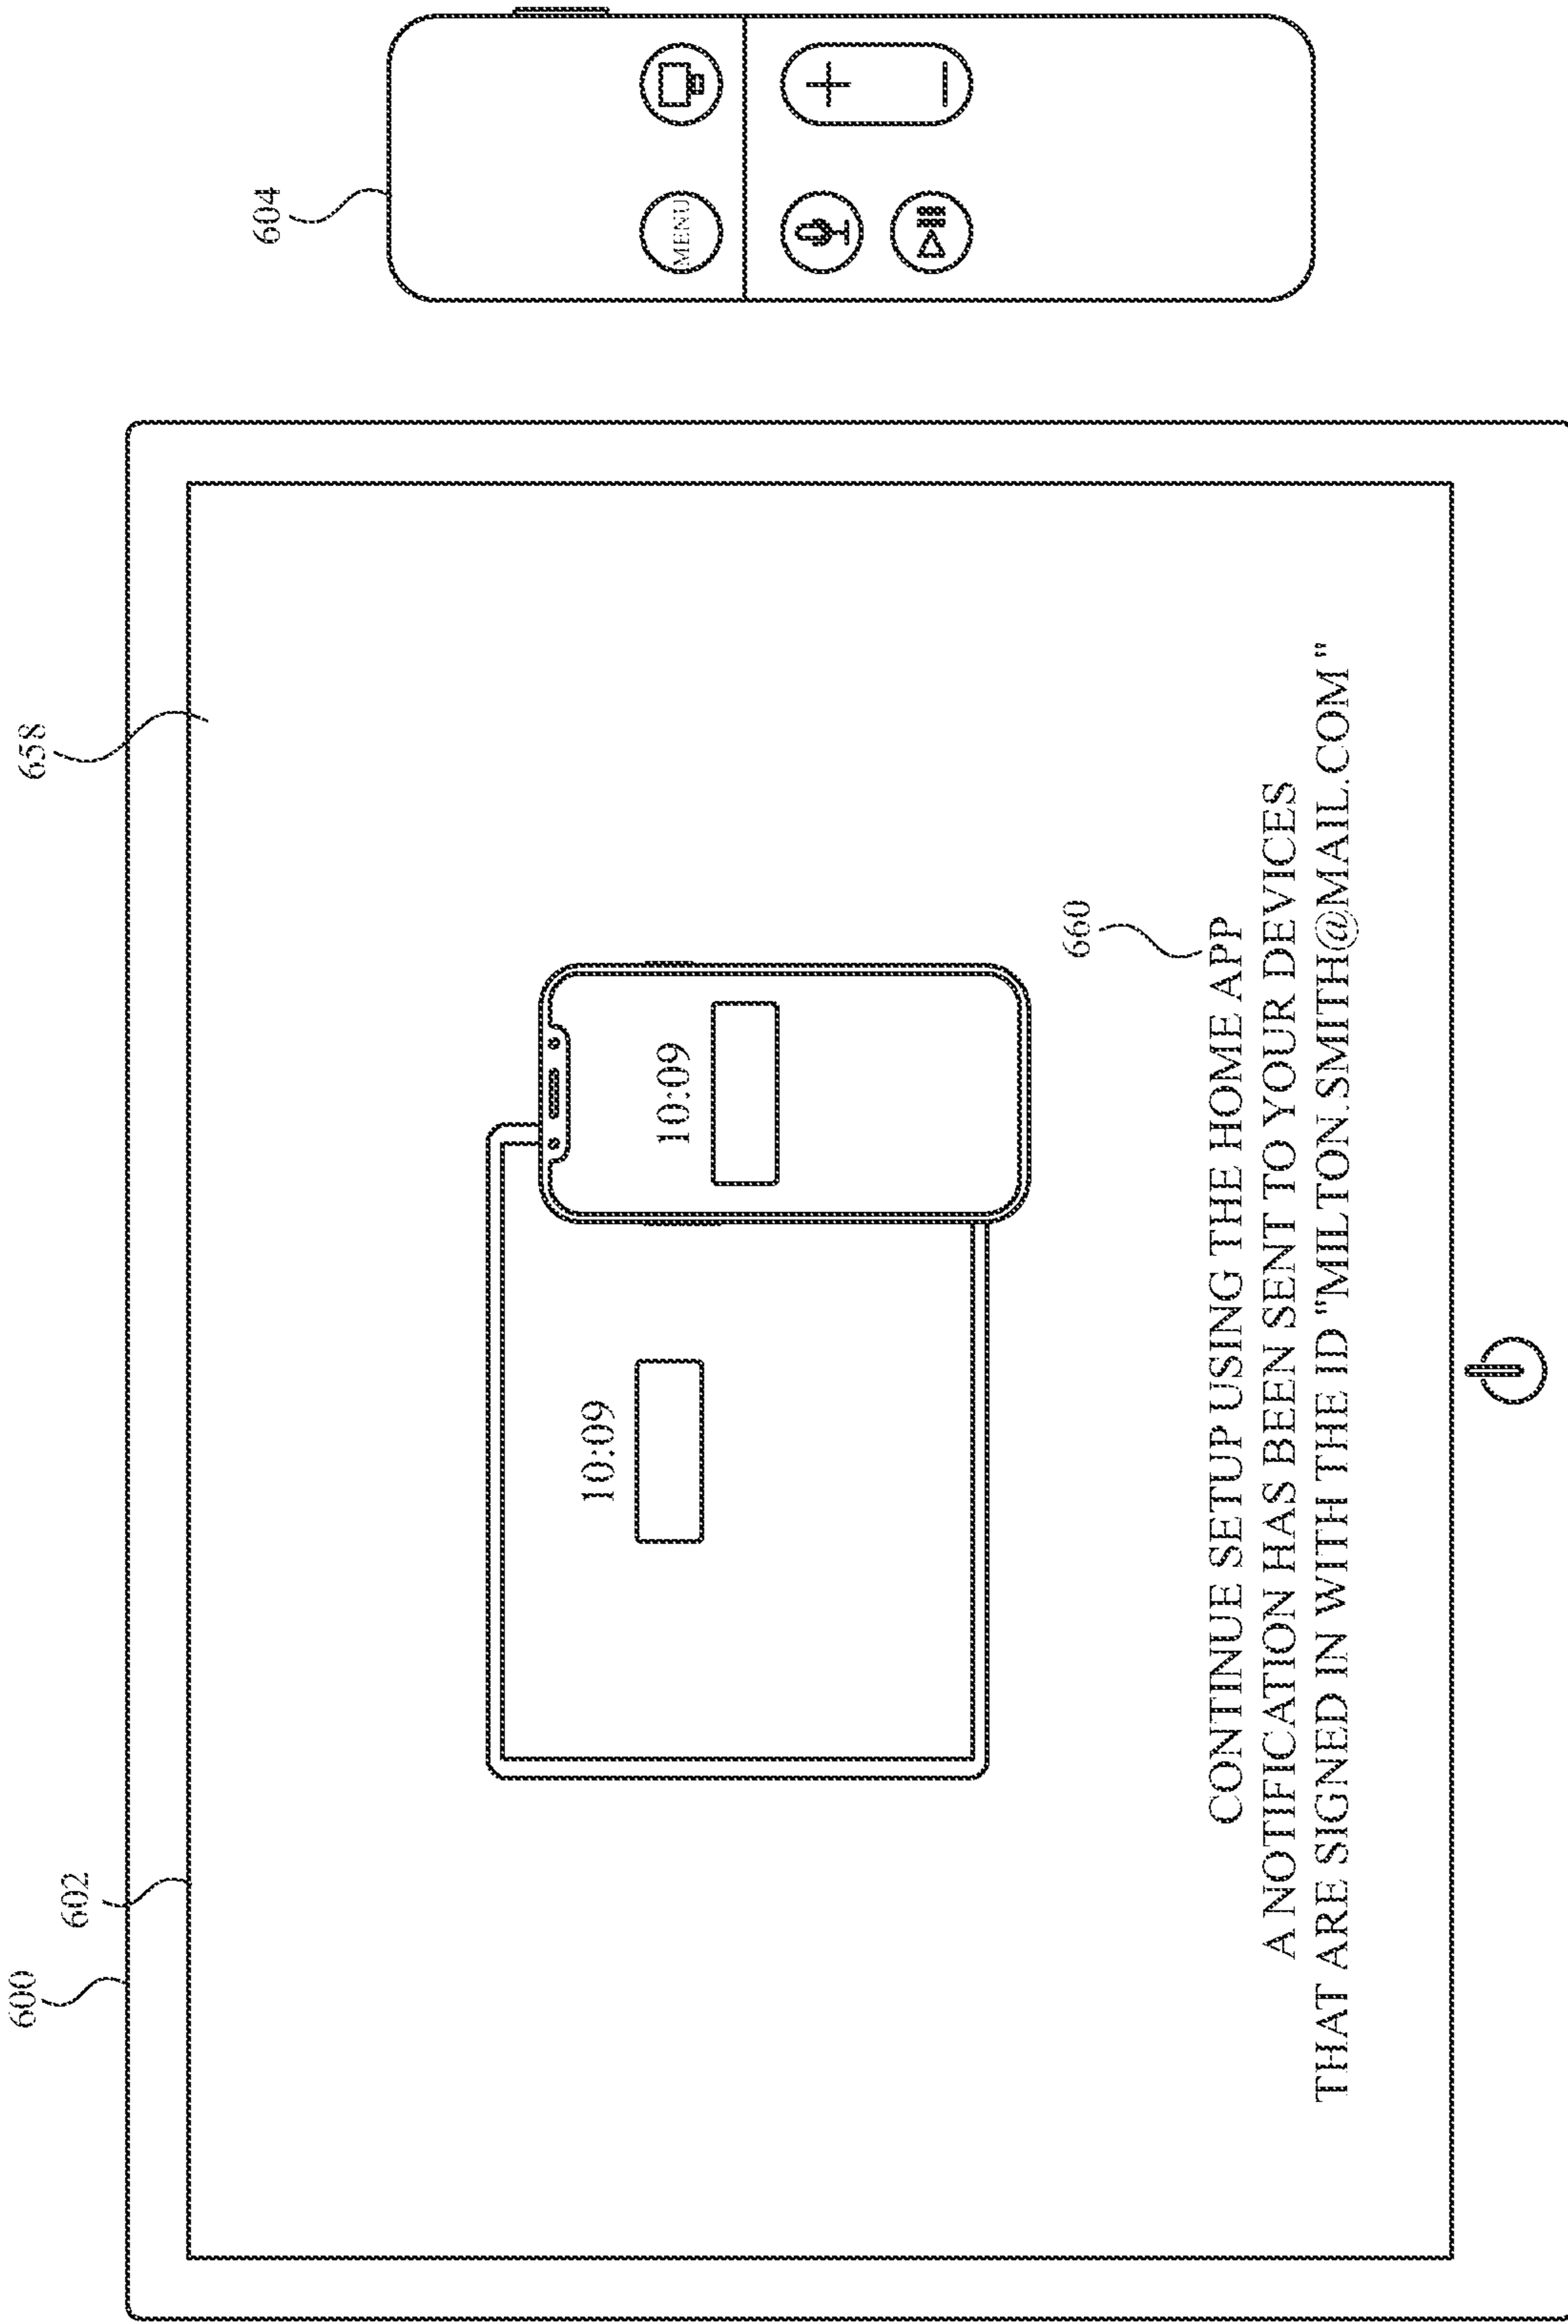 658
600
602
604
MENU
10:09
10:09
660
CONTINUE SETUP USING THE HOME APP
A NOTIFICATION HAS BEEN SENT TO YOUR DEVICES
THAT ARE SIGNED IN WITH THE ID "MILTON.SMITH@MAIL.COM"